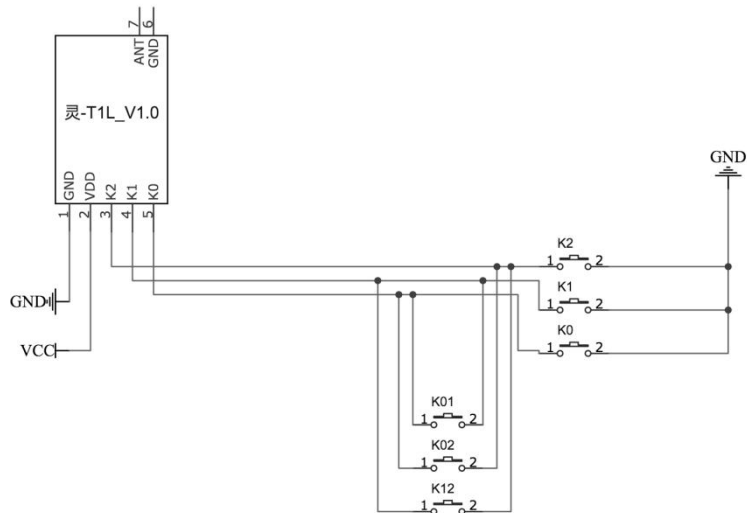 7 6
ANT GND
灵-T1L_V1.0
GND VDD K2 K1 K0
1 2 3 4 5
GND
VCC
GND
K2
1 2
K1
1 2
K0
1 2
K01
1 2
K02
1 2
K12
1 2